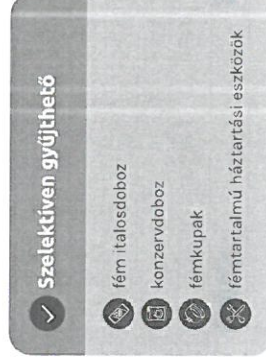 Szelektíven gyűjthető
fém italosdoboz
konzervdoboz
fémkupak
fémtartalmú háztartási eszközök